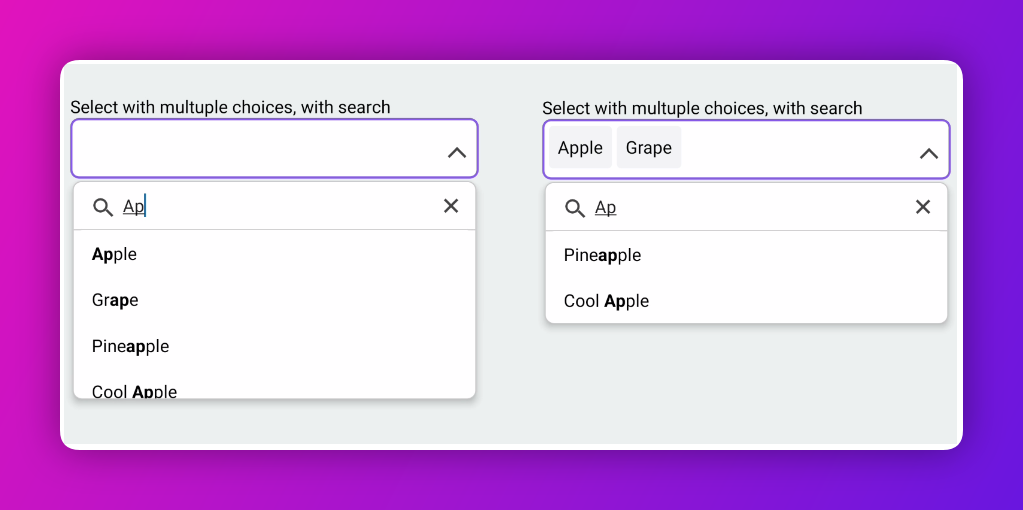 Select with multuple choices, with search
Ap
Apple
Grape
Pineapple
Cool Apple
Select with multuple choices, with search
Apple Grape
Ap
Pineapple
Cool Apple